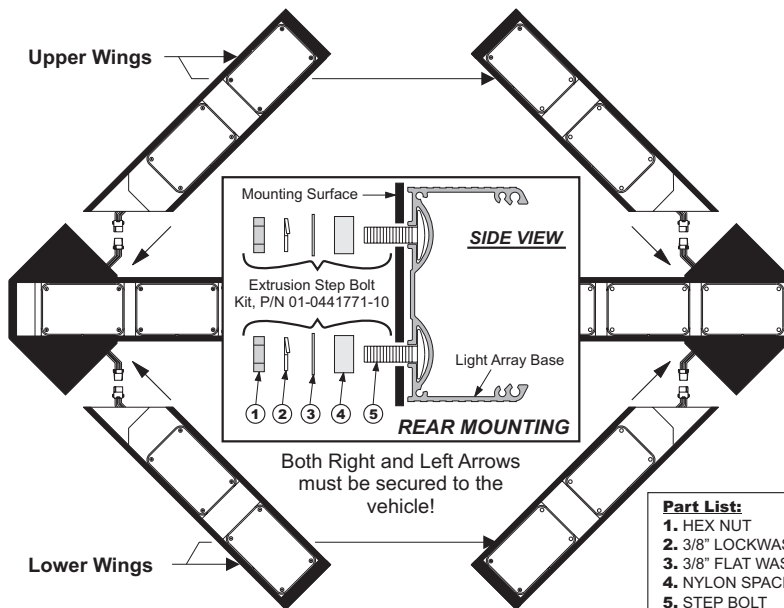 Upper Wings
Mounting Surface
SIDE VIEW
Extrusion Step Bolt
Kit, P/N 01-0441771-10
Light Array Base
1 2 3 4 5
REAR MOUNTING
Both Right and Left Arrows
must be secured to the
vehicle!
Lower Wings
Part List:
1. HEX NUT
2. 3/8" LOCKWAS
3. 3/8" FLAT WAS
4. NYLON SPAC
5. STEP BOLT